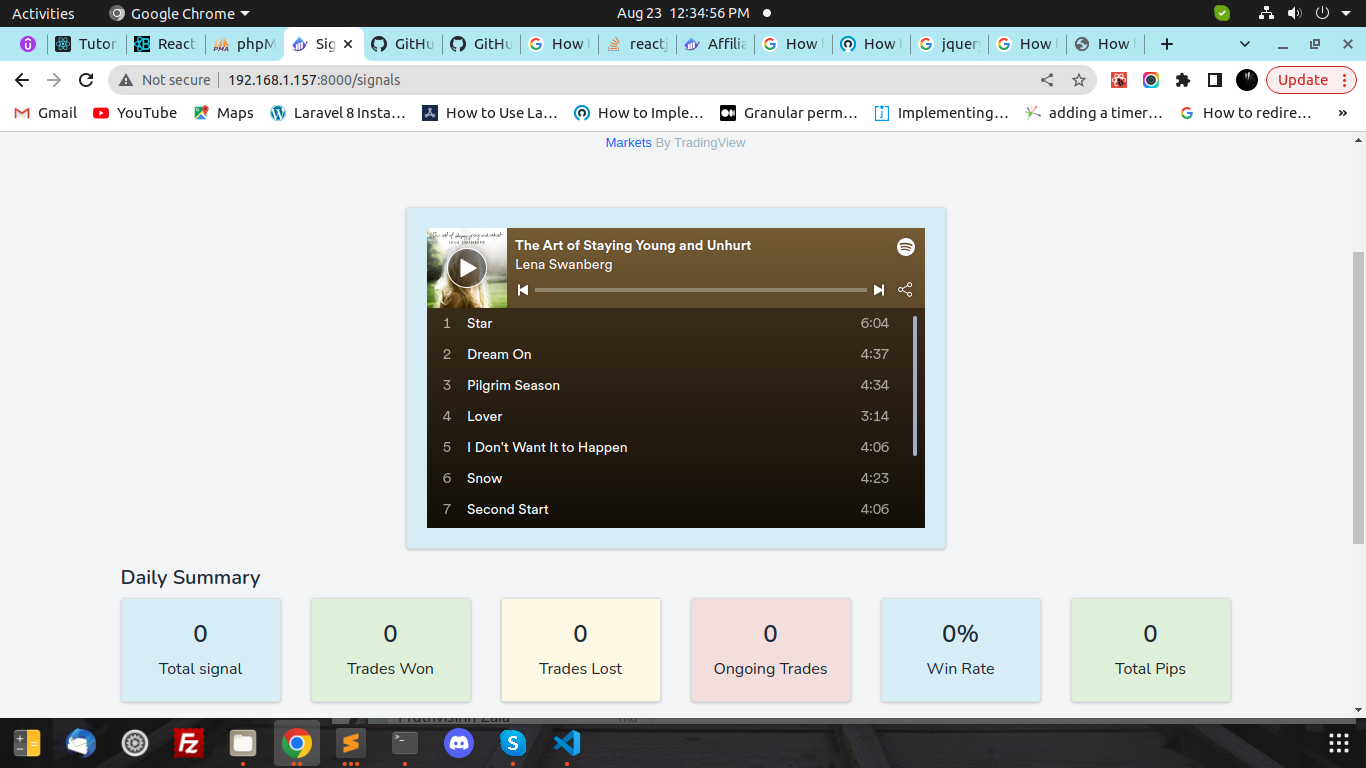 Activities Google Chrome Aug 23 12:34:56 PM
Tutor React phpM Sig GitHu GitHu How reactj Affilia How How jquer How How
Not secure 192.168.1.157:8000/signals Update
Gmail YouTube Maps Laravel 8 Insta… How to Use La… How to Imple… Granular perm… Implementing… adding a timer… How to redire… »
Markets By TradingView
The Art of Staying Young and Unhurt
Lena Swanberg
1 Star 6:04
2 Dream On 4:37
3 Pilgrim Season 4:34
4 Lover 3:14
5 I Don't Want It to Happen 4:06
6 Snow 4:23
7 Second Start 4:06
Daily Summary
0 0 0 0 0% 0
Total signal Trades Won Trades Lost Ongoing Trades Win Rate Total Pips